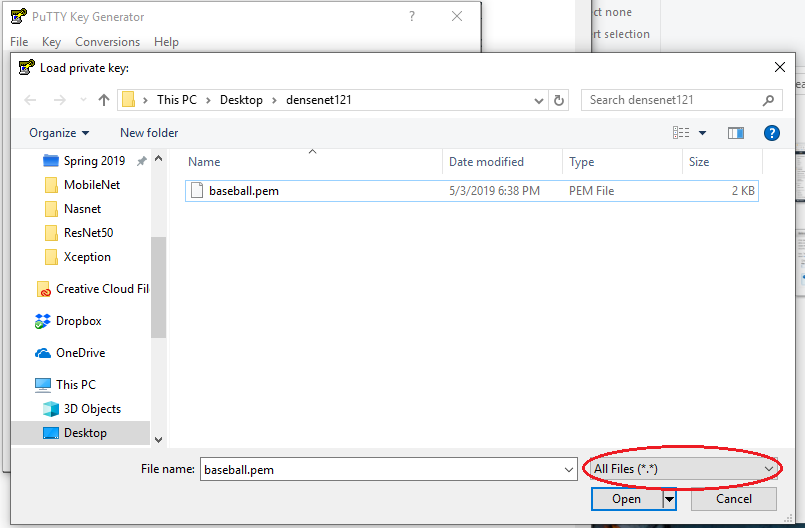 PuTTY Key Generator
?
File Key Conversions Help
ct none
rt selection
Load private key:
This PC > Desktop > densenet121
Search densenet121
Organize New folder
?
Name Date modified Type Size
baseball.pem 5/3/2019 6:38 PM PEM File 2 KB
Spring 2019
MobileNet
Nasnet
ResNet50
Xception
Creative Cloud Fil
Dropbox
OneDrive
This PC
3D Objects
Desktop
File name: baseball.pem All Files (*.*)
Open Cancel